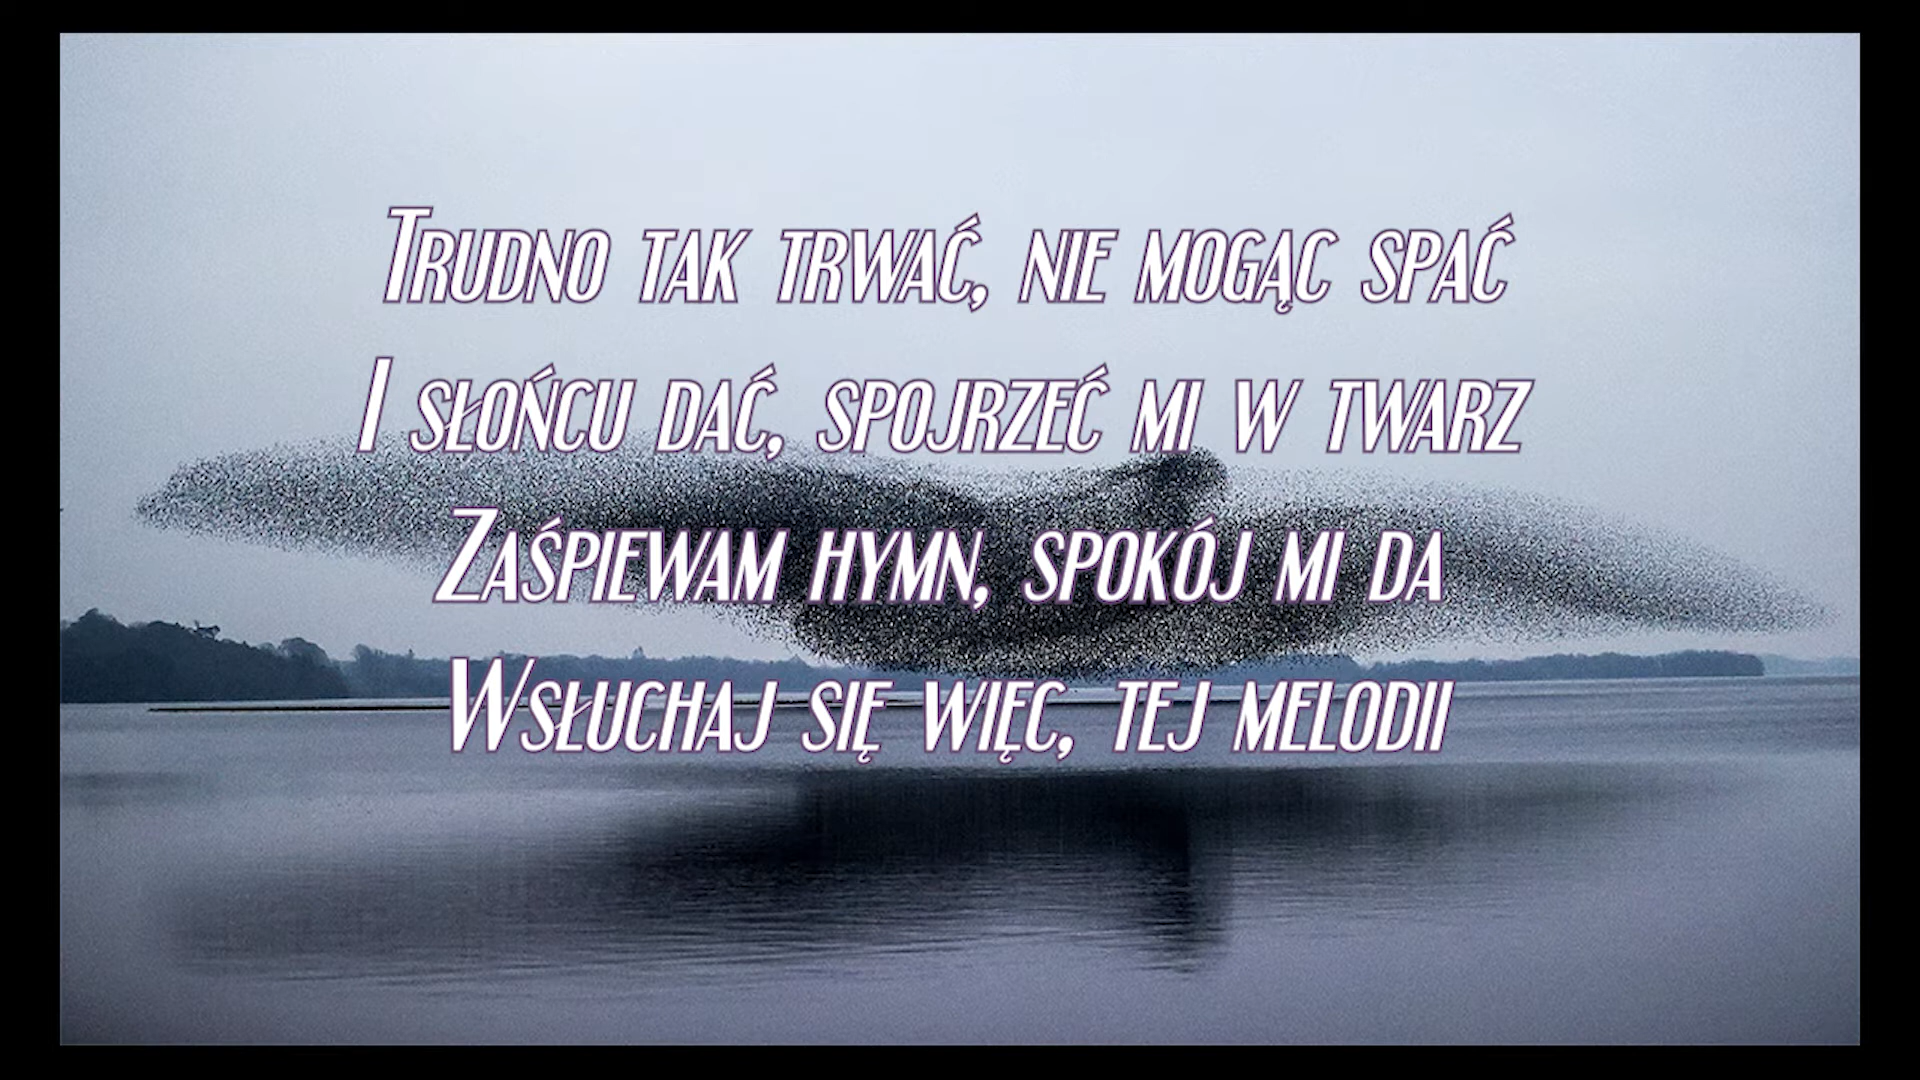 Trudno tak trwać, nie mogąc spać
I słońcu dać, spojrzeć mi w twarz
Zaśpiewam hymn, spokój mi da
Wsłuchaj się więc, tej melodii